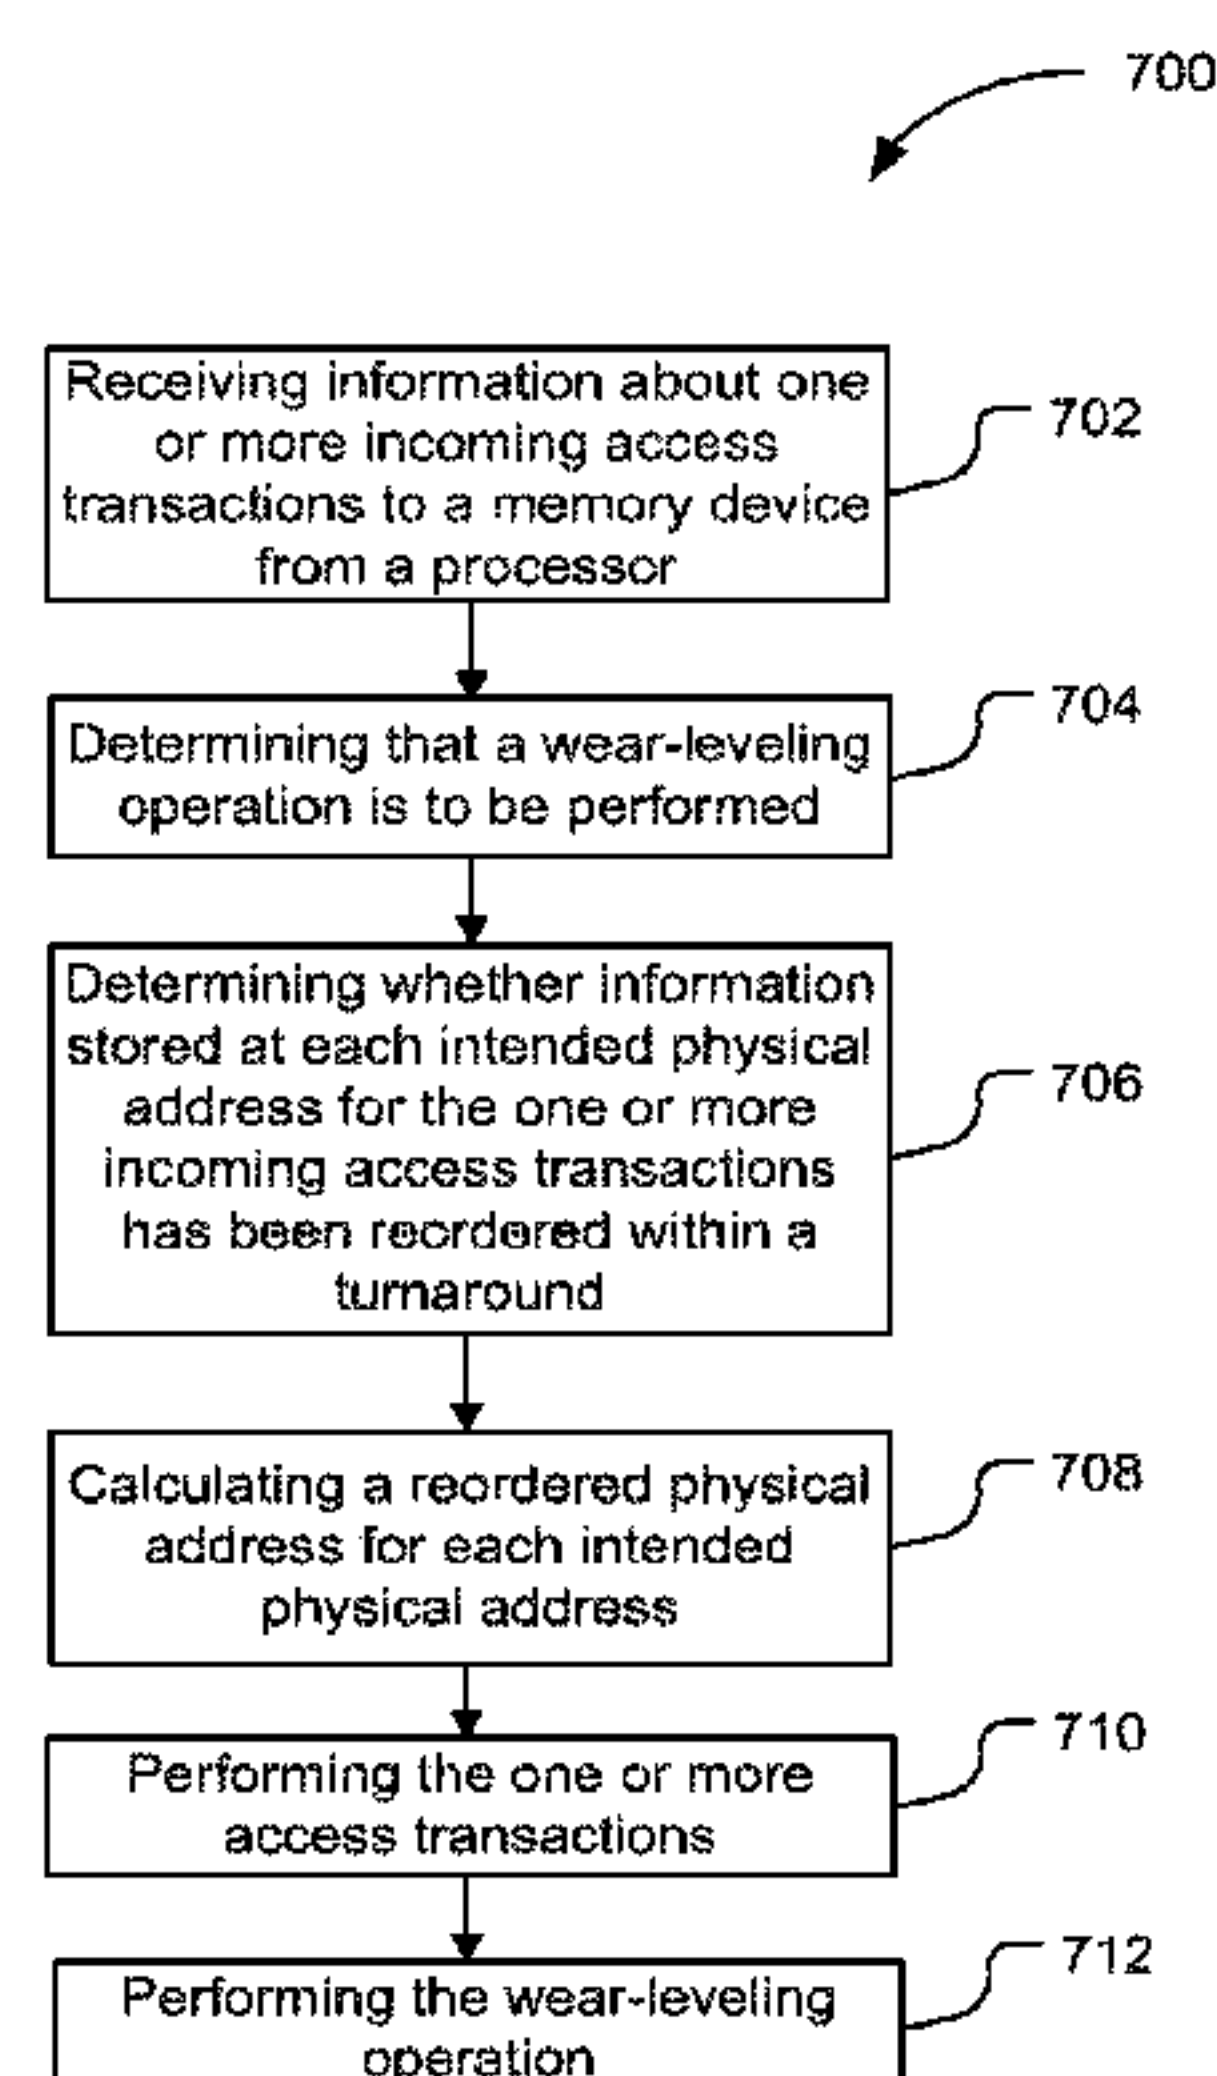 700
Receiving information about one
or more incoming access
transactions to a memory device
from a processor
702
Determining that a wear-leveling
operation is to be performed
704
Determining whether information
stored at each intended physical
address for the one or more
incoming access transactions
has been reordered within a
turnaround
706
Calculating a reordered physical
address for each intended
physical address
708
Performing the one or more
access transactions
710
Performing the wear-leveling
operation
712